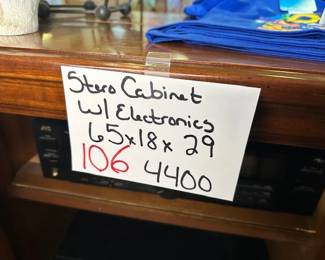 Stero Cabinet
w/ Electronics
65x18x29
106 4400